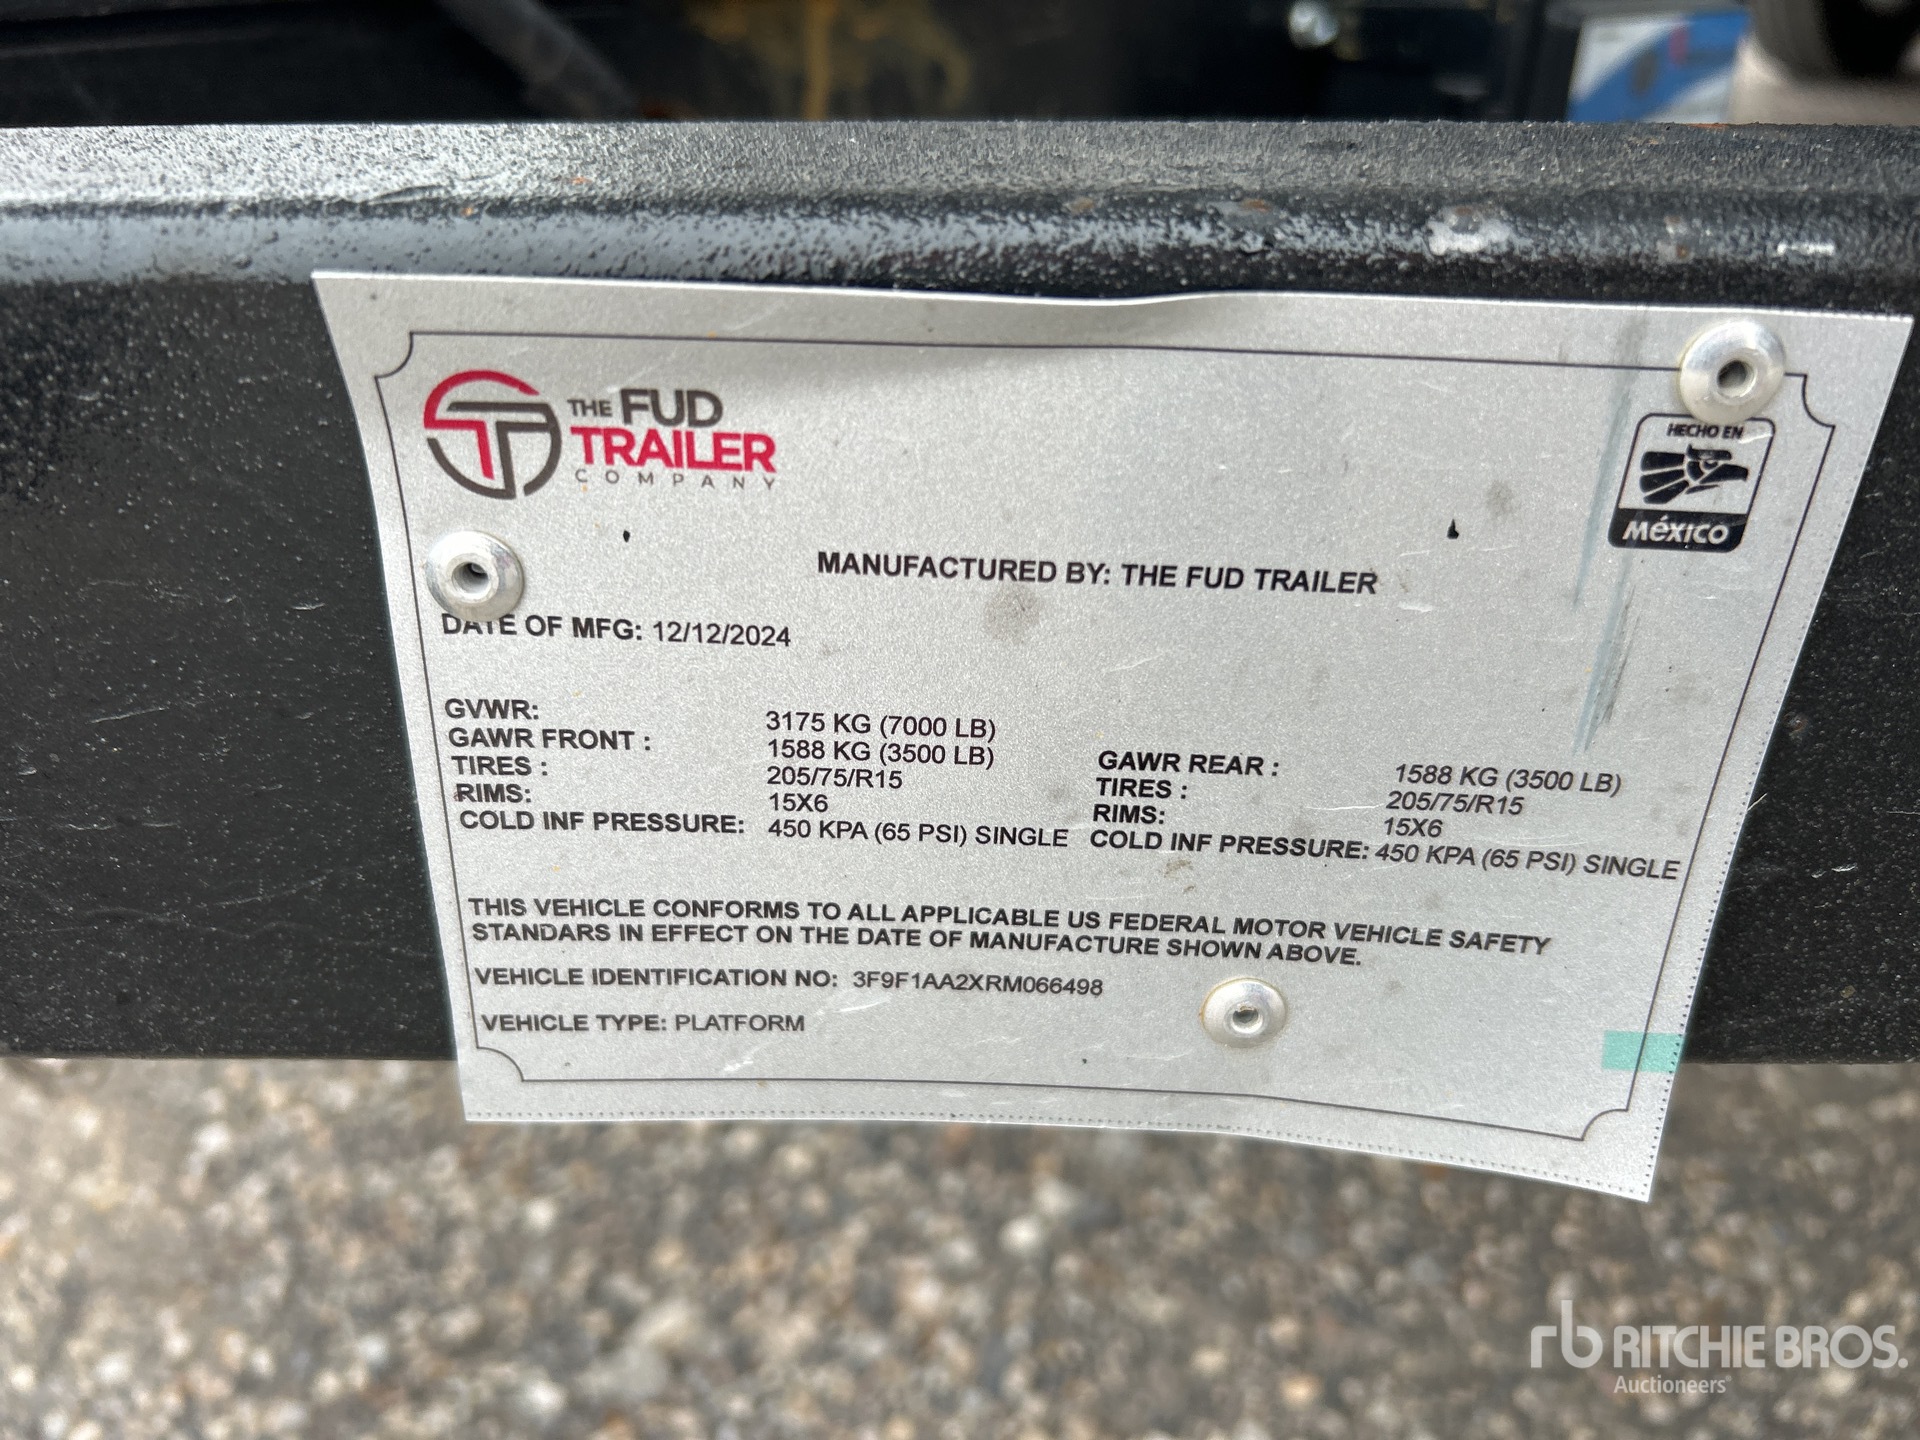 THE FUD
TRAILER
COMPANY
HECHO EN
MÉXICO
MANUFACTURED BY: THE FUD TRAILER
DATE OF MFG: 12/12/2024
GVWR: 3175 KG (7000 LB)
GAWR FRONT : 1588 KG (3500 LB) GAWR REAR : 1588 KG (3500 LB)
TIRES : 205/75/R15 TIRES : 205/75/R15
RIMS: 15X6 RIMS: 15X6
COLD INF PRESSURE: 450 KPA (65 PSI) SINGLE COLD INF PRESSURE: 450 KPA (65 PSI) SINGLE
THIS VEHICLE CONFORMS TO ALL APPLICABLE US FEDERAL MOTOR VEHICLE SAFETY
STANDARS IN EFFECT ON THE DATE OF MANUFACTURE SHOWN ABOVE.
VEHICLE IDENTIFICATION NO: 3F9F1AA2XRM066498
VEHICLE TYPE: PLATFORM
rb RITCHIE BROS.
Auctioneers